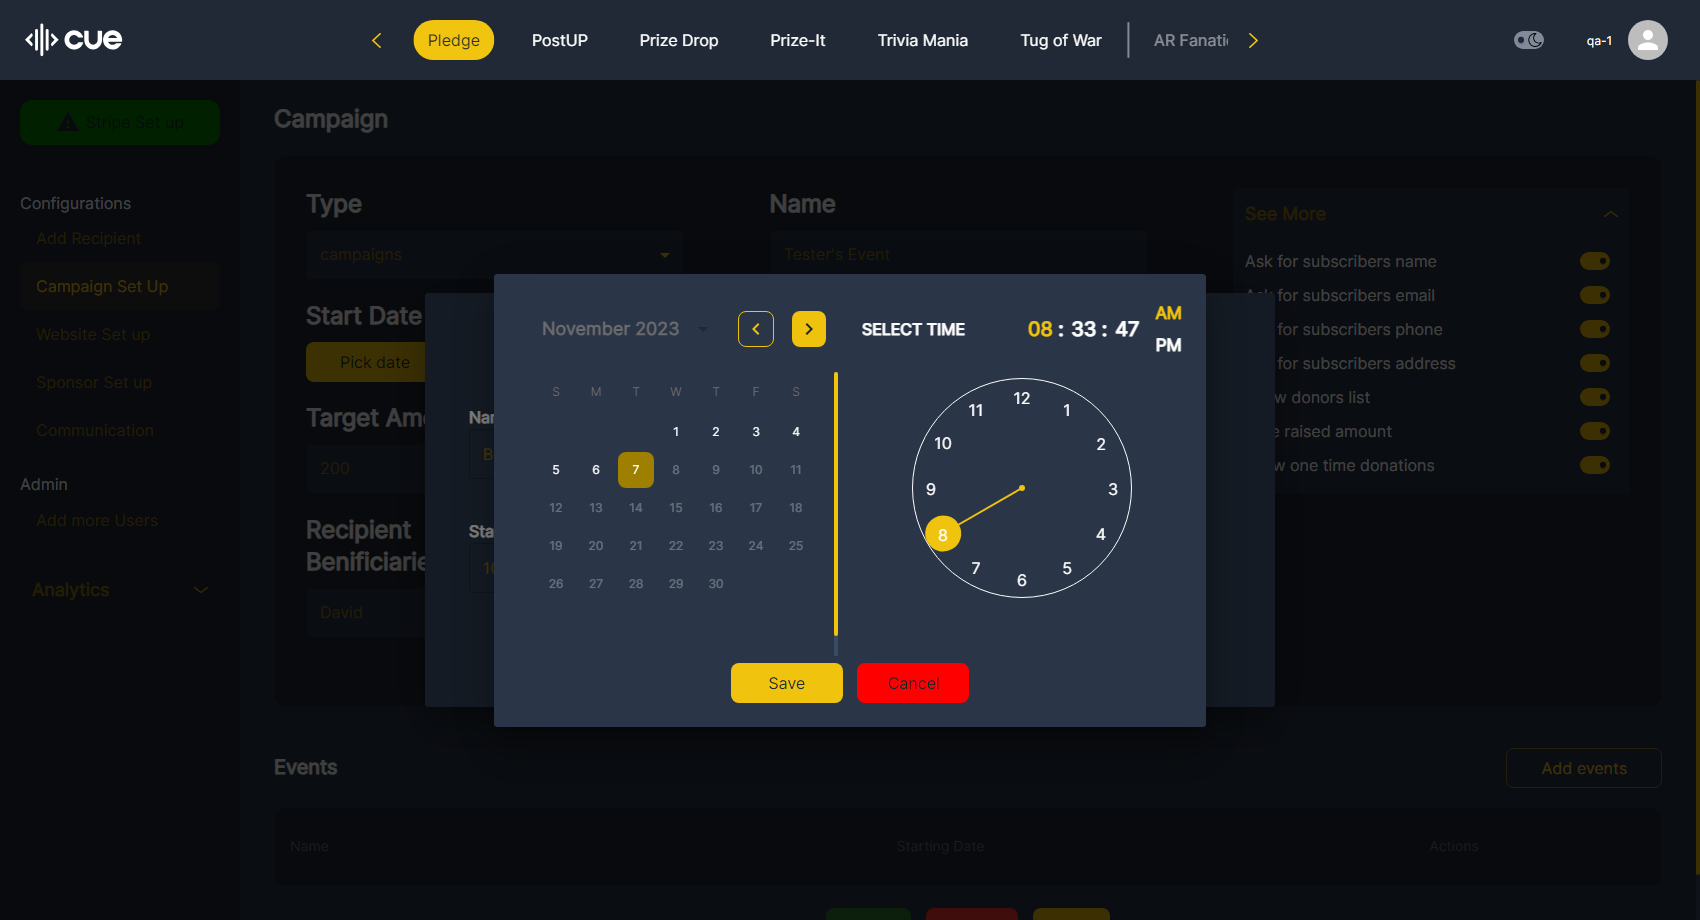 cue
Pledge
PostUP
Prize Drop
Prize-It
Trivia Mania
Tug of War
AR Fanati
qa-1
Stripe Set up
Configurations
Add Recipient
Campaign Set Up
Website Set up
Sponsor Set up
Communication
Admin
Add more Users
Analytics
Campaign
Type
campaigns
Name
Tester's Event
Start Date
Pick date
Target Am
200
Recipient
Benificiarie
David
See More
Ask for subscribers name
for subscribers email
for subscribers phone
for subscribers address
w donors list
e raised amount
w one time donations
Nar
B
Sta
10
November 2023
SELECT TIME
08 : 33 : 47
AM
PM
S M T W T F S
1 2 3 4
5 6 7 8 9 10 11
12 13 14 15 16 17 18
19 20 21 22 23 24 25
26 27 28 29 30
12
11 1
10 2
9 3
8 4
7 5
6
Save
Cancel
Events
Add events
Name
Starting Date
Actions